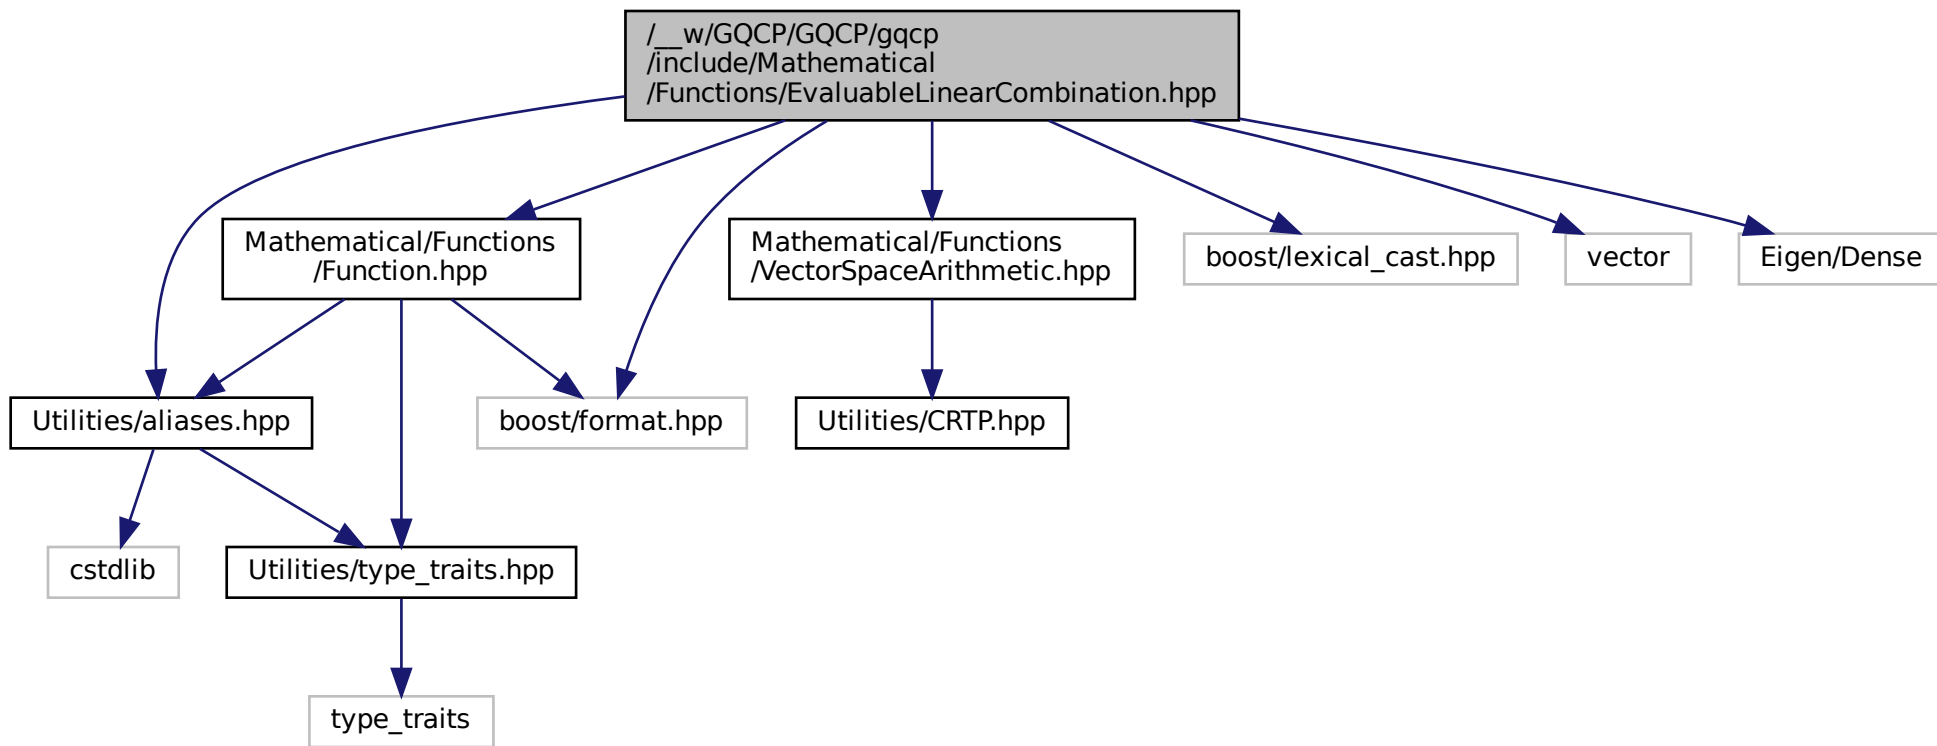 /__w/GQCP/GQCP/gqcp
/include/Mathematical
/Functions/EvaluableLinearCombination.hpp
Mathematical/Functions
/Function.hpp
Mathematical/Functions
/VectorSpaceArithmetic.hpp
boost/lexical_cast.hpp
vector
Eigen/Dense
Utilities/aliases.hpp
boost/format.hpp
Utilities/CRTP.hpp
cstdlib
Utilities/type_traits.hpp
type_traits